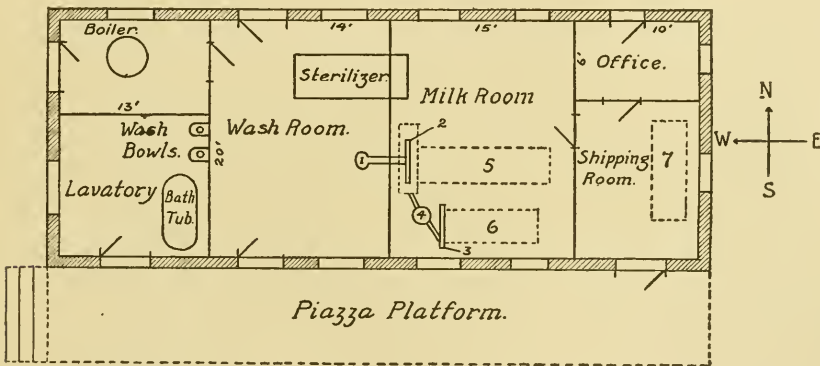 14'
15'
10'
Boiler.
6'
Office.
Sterilizer
Milk Room
N
13'
Wash
Bowls.
20'
Wash Room.
2
W
E
1
5
Shipping
Room.
7
S
Lavatory
Bath
Tub.
4
6
3
Piazza Platform.